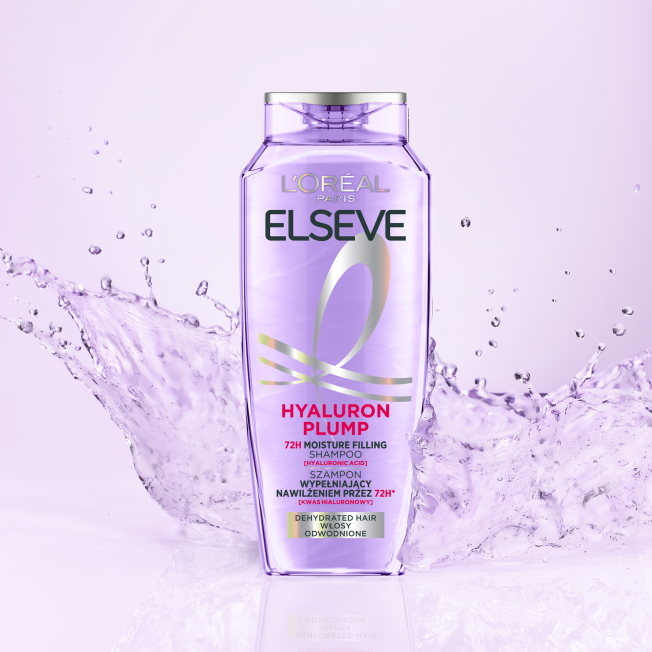 L'ORÉAL
PARIS
ELSEVE
HYALURON
PLUMP
72H MOISTURE FILLING
SHAMPOO
[HYALURONIC ACID]
SZAMPON
WYPEŁNIAJĄCY
NAWILŻENIEM PRZEZ 72H*
[KWAS HIALURONOWY]
DEHYDRATED HAIR
WŁOSY
ODWODNIONE